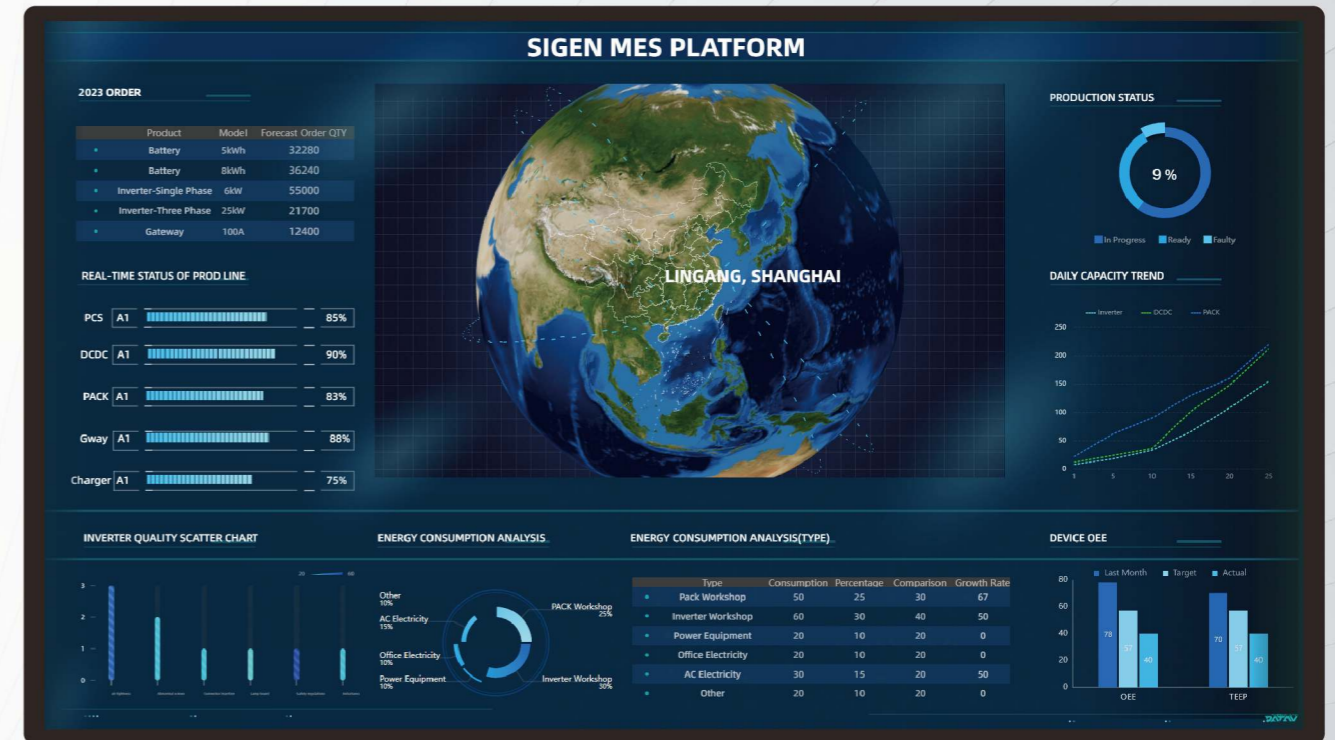 SIGEN MES PLATFORM
2023 ORDER
Product Model Forecast Order QTY
Battery 5kWh 32280
Battery 8kWh 36240
Inverter-Single Phase 6kW 55000
Inverter-Three Phase 25kW 21700
Gateway 100A 12400
REAL-TIME STATUS OF PROD LINE
PCS A1 85%
DCDC A1 90%
PACK A1 83%
Gway A1 88%
Charger A1 75%
LINGANG, SHANGHAI
PRODUCTION STATUS
9 %
In Progress Ready Faulty
DAILY CAPACITY TREND
Inverter DCDC PACK
250
200
150
100
50
0
5 10 15 20 25
INVERTER QUALITY SCATTER CHART
20 60
3
2
1
0
ENERGY CONSUMPTION ANALYSIS
Other
10%
AC Electricity
15%
Office Electricity
10%
Power Equipment
10%
PACK Workshop
25%
Inverter Workshop
30%
ENERGY CONSUMPTION ANALYSIS(TYPE)
Type Consumption Percentage Comparison Growth Rate
Pack Workshop 50 25 30 67
Inverter Workshop 60 30 40 50
Power Equipment 20 10 20 0
Office Electricity 20 10 20 0
AC Electricity 30 15 20 50
Other 20 10 20 0
DEVICE OEE
Last Month Target Actual
80
60
40
20
0
78 57 40
70 57 40
OEE TEEP